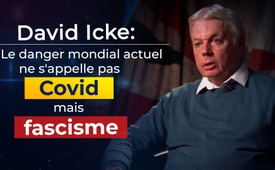 David Icke:
Le danger mondial actuel
ne s'appelle pas
Covid
mais
fascisme